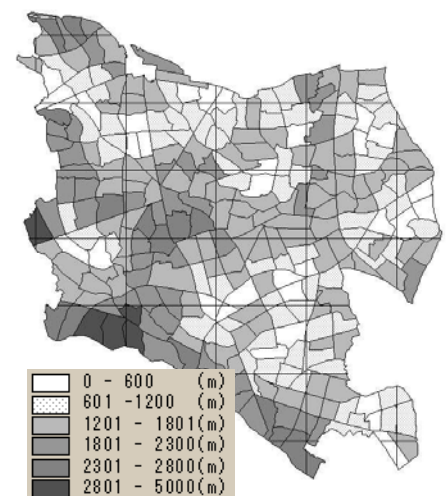 0 - 600 (m)
601 -1200 (m)
1201 - 1801(m)
1801 - 2300(m)
2301 - 2800(m)
2801 - 5000(m)